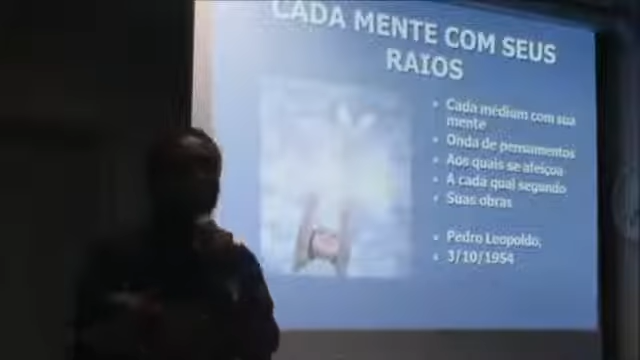 CADA MENTE COM SEUS
RAIOS
Cada médium com sua
mente
Onda de pensamentos
Aos quais se afeiçoa
A cada qual segundo
Suas obras
Pedro Leopoldo,
3/10/1954